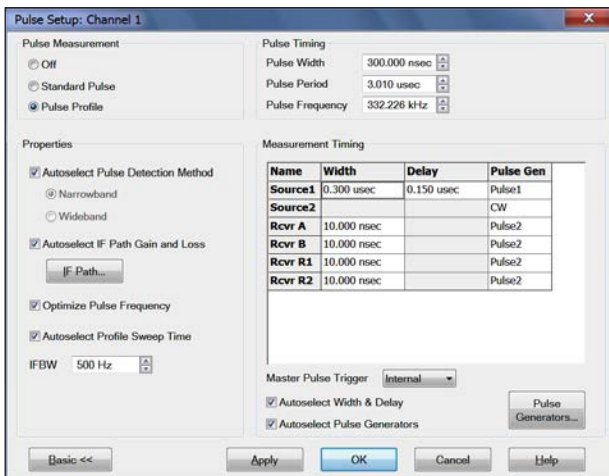 Pulse Setup: Channel 1
Pulse Measurement
Off
Standard Pulse
Pulse Profile
Pulse Timing
Pulse Width 300.000 nsec
Pulse Period 3.010 usec
Pulse Frequency 332.226 kHz
Properties
Autoselect Pulse Detection Method
Narrowband
Wideband
Autoselect IF Path Gain and Loss
IF Path...
Optimize Pulse Frequency
Autoselect Profile Sweep Time
IFBW 500 Hz
Measurement Timing
Name Width Delay Pulse Gen
Source1 0.300 usec 0.150 usec Pulse1
Source2 CW
Rcvr A 10.000 nsec Pulse2
Rcvr B 10.000 nsec Pulse2
Rcvr R1 10.000 nsec Pulse2
Rcvr R2 10.000 nsec Pulse2
Master Pulse Trigger Internal
Autoselect Width & Delay
Autoselect Pulse Generators
Pulse
Generators...
Basic << Apply OK Cancel Help